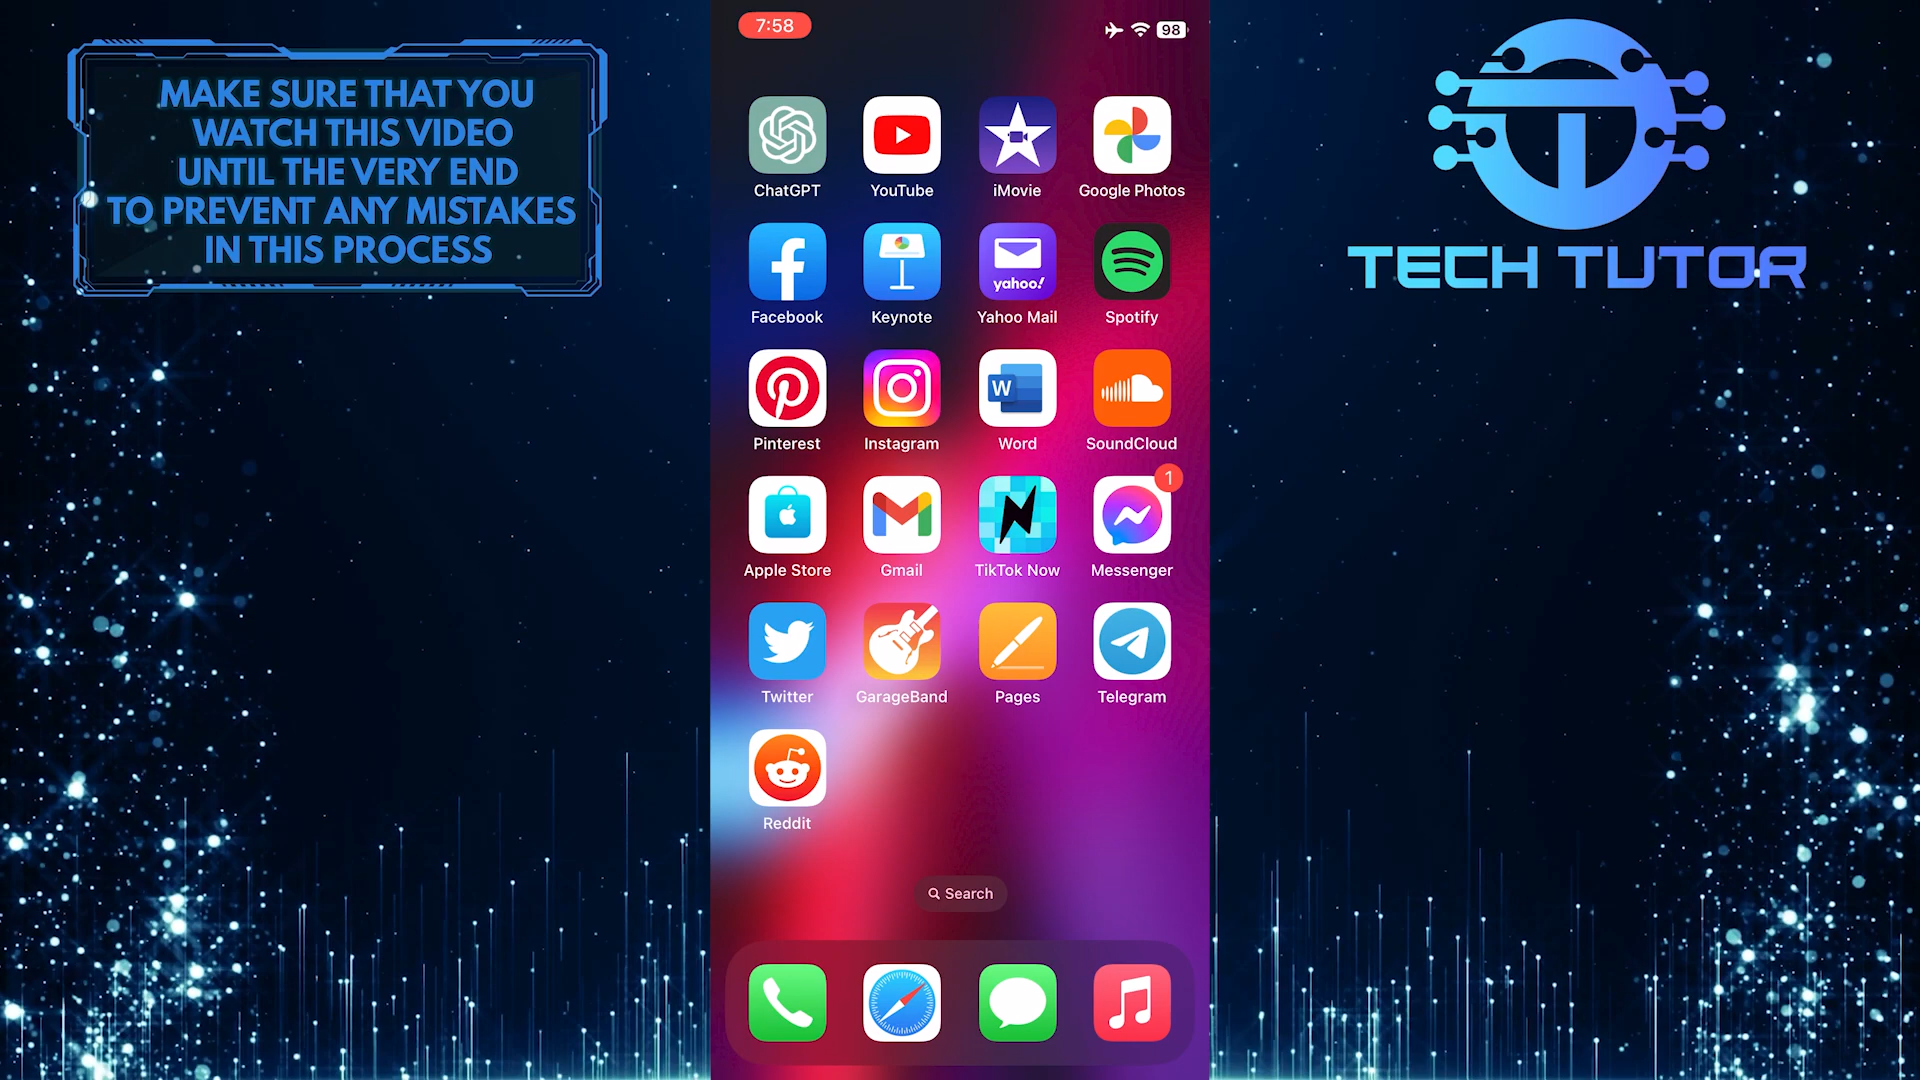 MAKE SURE THAT YOU
WATCH THIS VIDEO
UNTIL THE VERY END
TO PREVENT ANY MISTAKES
IN THIS PROCESS
7:58
98
TECH TUTOR
ChatGPT YouTube iMovie Google Photos
yahoo!
Facebook Keynote Yahoo Mail Spotify
W
Pinterest Instagram Word SoundCloud
1
Apple Store Gmail TikTok Now Messenger
Twitter GarageBand Pages Telegram
Reddit
Search